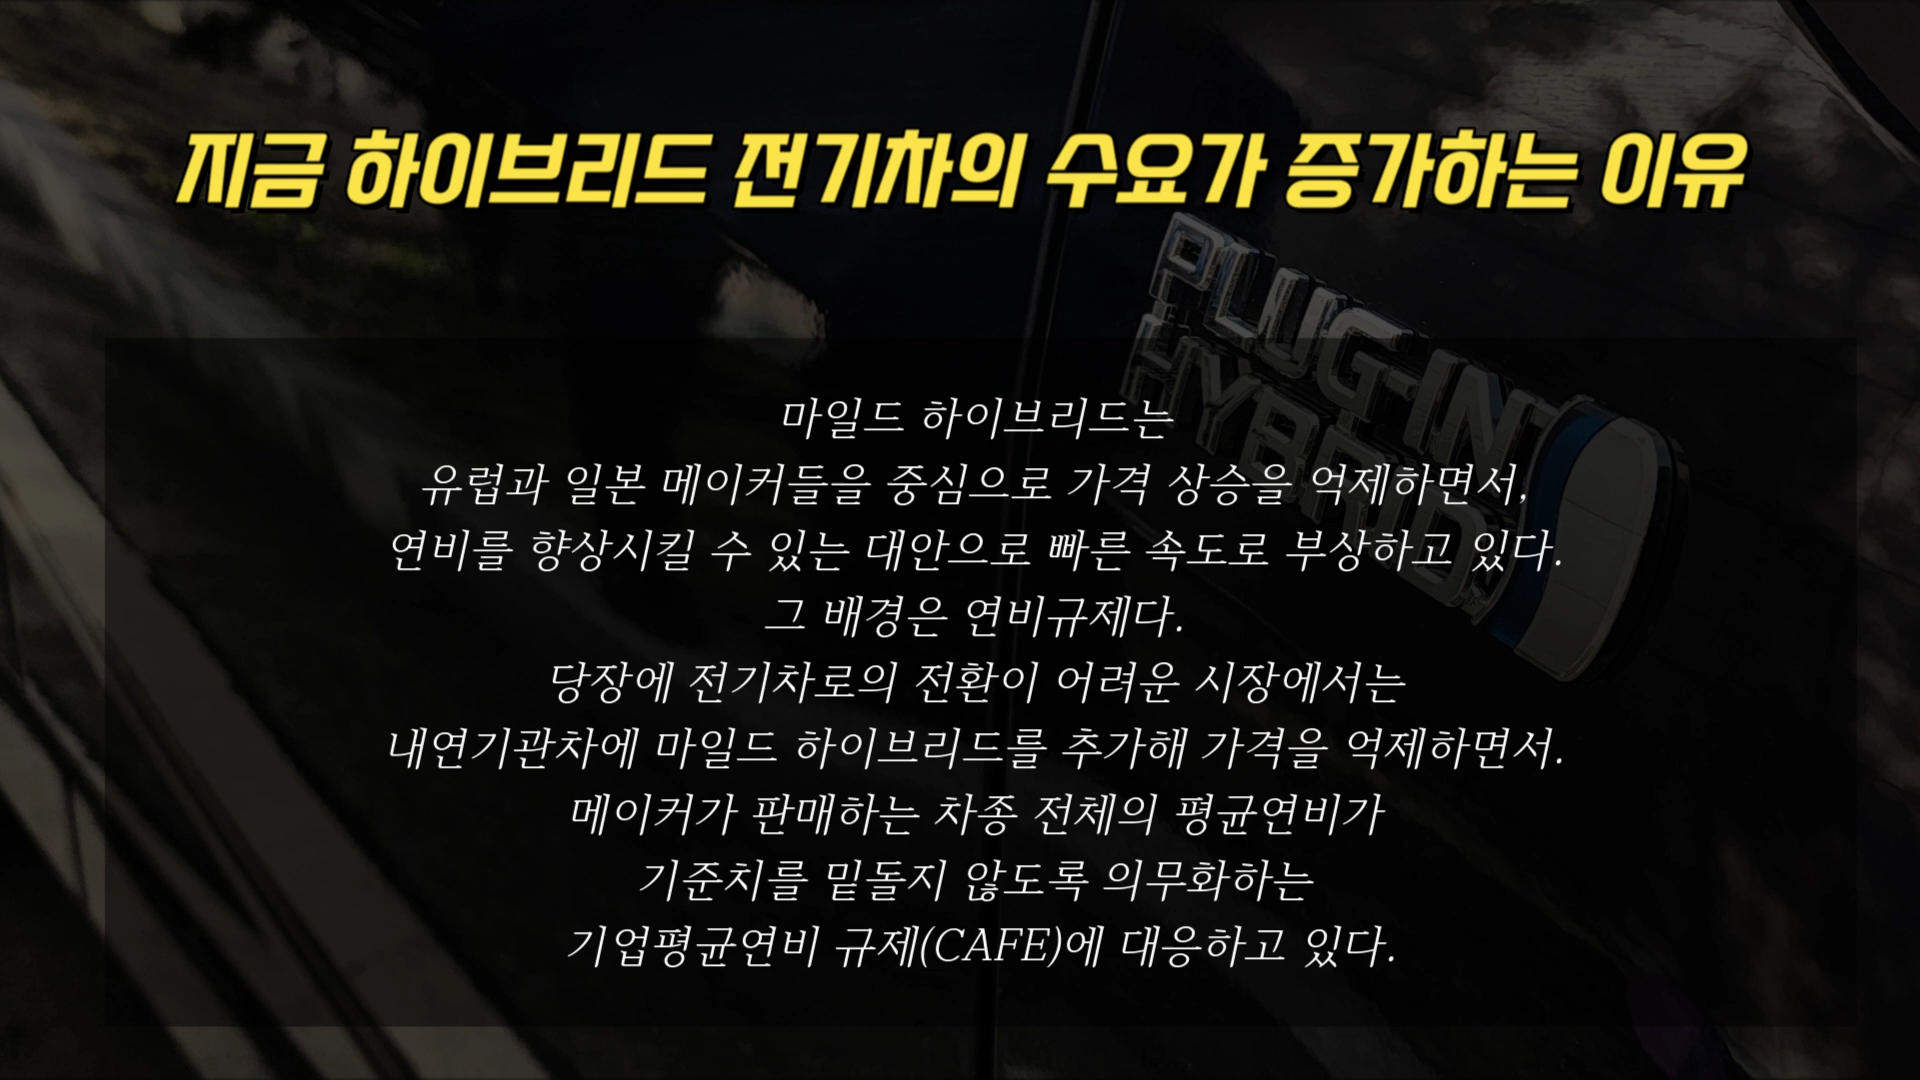 지금 하이브리드 전기차의 수요가 증가하는 이유
PLUG-IN
HYBRID
마일드 하이브리드는
유럽과 일본 메이커들을 중심으로 가격 상승을 억제하면서,
연비를 향상시킬 수 있는 대안으로 빠른 속도로 부상하고 있다.
그 배경은 연비규제다.
당장에 전기차로의 전환이 어려운 시장에서는
내연기관차에 마일드 하이브리드를 추가해 가격을 억제하면서.
메이커가 판매하는 차종 전체의 평균연비가
기준치를 밑돌지 않도록 의무화하는
기업평균연비 규제(CAFE)에 대응하고 있다.